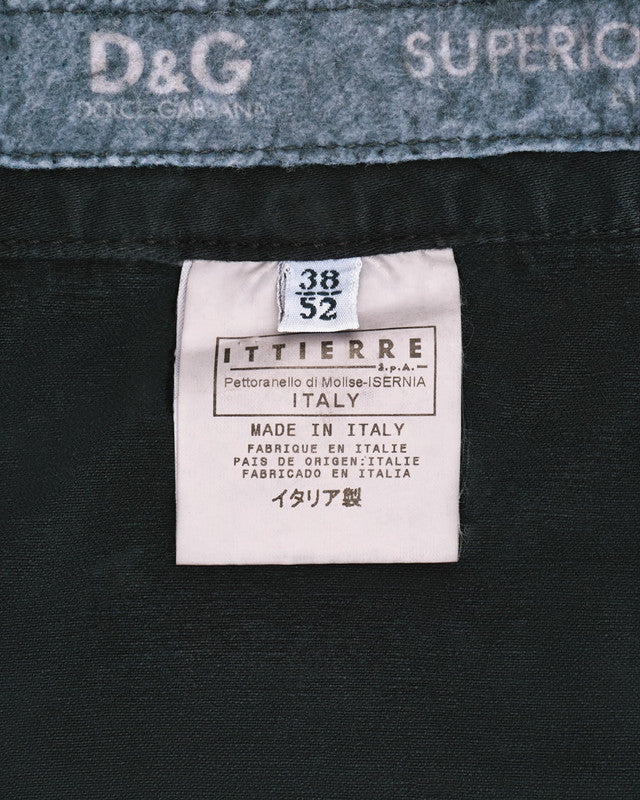 D&G SUPERIO
DOLCE & GABBANA
38
52
ITTIERRE
S.p.A.
Pettoranello di Molise-ISERNIA
ITALY
MADE IN ITALY
FABRIQUE EN ITALIE
PAIS DE ORIGEN:ITALIE
FABRICADO EN ITALIA
イタリア製